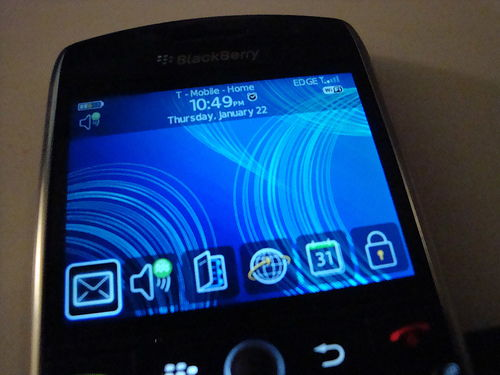 BlackBerry
T - Mobile - Home
EDGE
10:49PM
WiFi
Thursday, January 22
31